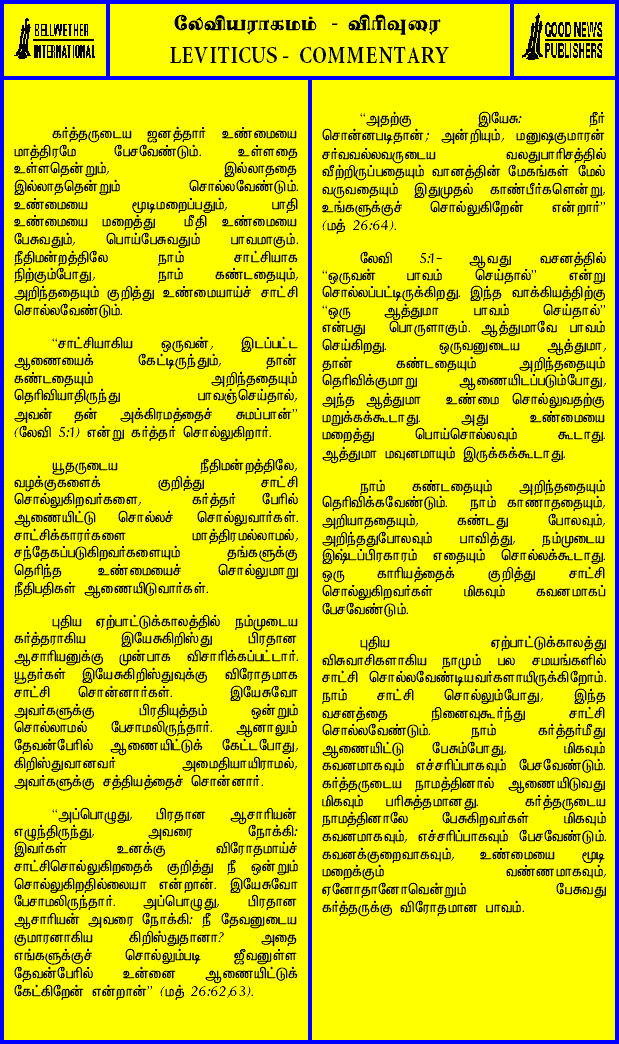 BELLWETHER
INTERNATIONAL
லேவியராகமம் - விரிவுரை
LEVITICUS - COMMENTARY
GOOD NEWS
PUBLISHERS
கர்த்தருடைய ஜனத்தார் உண்மையை
மாத்திரமே பேசவேண்டும். உள்ளதை
உள்ளதென்றும், இல்லாததை
இல்லாததென்றும் சொல்லவேண்டும்.
உண்மையை மூடிமறைப்பதும், பாதி
உண்மையை மறைத்து மீதி உண்மையை
பேசுவதும், பொய்பேசுவதும் பாவமாகும்.
நீதிமன்றத்திலே நாம் சாட்சியாக
நிற்கும்போது, நாம் கண்டதையும்,
அறிந்ததையும் குறித்து உண்மையாய்ச் சாட்சி
சொல்லவேண்டும்.
“சாட்சியாகிய ஒருவன், இடப்பட்ட
ஆணையைக் கேட்டிருந்தும், தான்
கண்டதையும் அறிந்ததையும்
தெரிவியாதிருந்து பாவஞ்செய்தால்,
அவன் தன் அக்கிரமத்தைச் சுமப்பான்”
(லேவி 5:1) என்று கர்த்தர் சொல்லுகிறார்.
யூதருடைய நீதிமன்றத்திலே,
வழக்குகளைக் குறித்து சாட்சி
சொல்லுகிறவர்களை, கர்த்தர் பேரில்
ஆணையிட்டு சொல்லச் சொல்லுவார்கள்.
சாட்சிக்காரர்களை மாத்திரமல்லாமல்,
சந்தேகப்படுகிறவர்களையும் தங்களுக்கு
தெரிந்த உண்மையைச் சொல்லுமாறு
நீதிபதிகள் ஆணையிடுவார்கள்.
புதிய ஏற்பாட்டுக்காலத்தில் நம்முடைய
கர்த்தராகிய இயேசுகிறிஸ்து பிரதான
ஆசாரியனுக்கு முன்பாக விசாரிக்கப்பட்டார்.
யூதர்கள் இயேசுகிறிஸ்துவுக்கு விரோதமாக
சாட்சி சொன்னார்கள். இயேசுவோ
அவர்களுக்கு பிரதியுத்தம் ஒன்றும்
சொல்லாமல் பேசாமலிருந்தார். ஆனாலும்
தேவன்பேரில் ஆணையிட்டுக் கேட்டபோது,
கிறிஸ்துவானவர் அமைதியாயிராமல்,
அவர்களுக்கு சத்தியத்தைச் சொன்னார்.
“அப்பொழுது, பிரதான ஆசாரியன்
எழுந்திருந்து, அவரை நோக்கி:
இவர்கள் உனக்கு விரோதமாய்ச்
சாட்சிசொல்லுகிறதைக் குறித்து நீ ஒன்றும்
சொல்லுகிறதில்லையா என்றான். இயேசுவோ
பேசாமலிருந்தார். அப்பொழுது, பிரதான
ஆசாரியன் அவரை நோக்கி: நீ தேவனுடைய
குமாரனாகிய கிறிஸ்துதானா? அதை
எங்களுக்குச் சொல்லும்படி ஜீவனுள்ள
தேவன்பேரில் உன்னை ஆணையிட்டுக்
கேட்கிறேன் என்றான்” (மத் 26:62,63).
“அதற்கு இயேசு: நீர்
சொன்னபடிதான்; அன்றியும், மனுஷகுமாரன்
சர்வவல்லவருடைய வலதுபாரிசத்தில்
வீற்றிருப்பதையும் வானத்தின் மேகங்கள் மேல்
வருவதையும் இதுமுதல் காண்பீர்களென்று,
உங்களுக்குச் சொல்லுகிறேன் என்றார்”
(மத் 26:64).
லேவி 5:1- ஆவது வசனத்தில்
“ஒருவன் பாவம் செய்தால்” என்று
சொல்லப்பட்டிருக்கிறது. இந்த வாக்கியத்திற்கு
“ஒரு ஆத்துமா பாவம் செய்தால்”
என்பது பொருளாகும். ஆத்துமாவே பாவம்
செய்கிறது. ஒருவனுடைய ஆத்துமா,
தான் கண்டதையும் அறிந்ததையும்
தெரிவிக்குமாறு ஆணையிடப்படும்போது,
அந்த ஆத்துமா உண்மை சொல்லுவதற்கு
மறுக்கக்கூடாது. அது உண்மையை
மறைத்து பொய்சொல்லவும் கூடாது.
ஆத்துமா மவுனமாயும் இருக்கக்கூடாது.
நாம் கண்டதையும் அறிந்ததையும்
தெரிவிக்கவேண்டும். நாம் காணாததையும்,
அறியாததையும், கண்டது போலவும்,
அறிந்ததுபோலவும் பாவித்து, நம்முடைய
இஷ்டப்பிரகாரம் எதையும் சொல்லக்கூடாது.
ஒரு காரியத்தைக் குறித்து சாட்சி
சொல்லுகிறவர்கள் மிகவும் கவனமாகப்
பேசவேண்டும்.
புதிய ஏற்பாட்டுக்காலத்து
விசுவாசிகளாகிய நாமும் பல சமயங்களில்
சாட்சி சொல்லவேண்டியவர்களாயிருக்கிறோம்.
நாம் சாட்சி சொல்லும்போது, இந்த
வசனத்தை நினைவுகூர்ந்து சாட்சி
சொல்லவேண்டும். நாம் கர்த்தர்மீது
ஆணையிட்டு பேசும்போது, மிகவும்
கவனமாகவும் எச்சரிப்பாகவும் பேசவேண்டும்.
கர்த்தருடைய நாமத்தினால் ஆணையிடுவது
மிகவும் பரிசுத்தமானது. கர்த்தருடைய
நாமத்தினாலே பேசுகிறவர்கள் மிகவும்
கவனமாகவும், எச்சரிப்பாகவும் பேசவேண்டும்.
கவனக்குறைவாகவும், உண்மையை மூடி
மறைக்கும் வண்ணமாகவும்,
ஏனோதானோவென்றும் பேசுவது
கர்த்தருக்கு விரோதமான பாவம்.